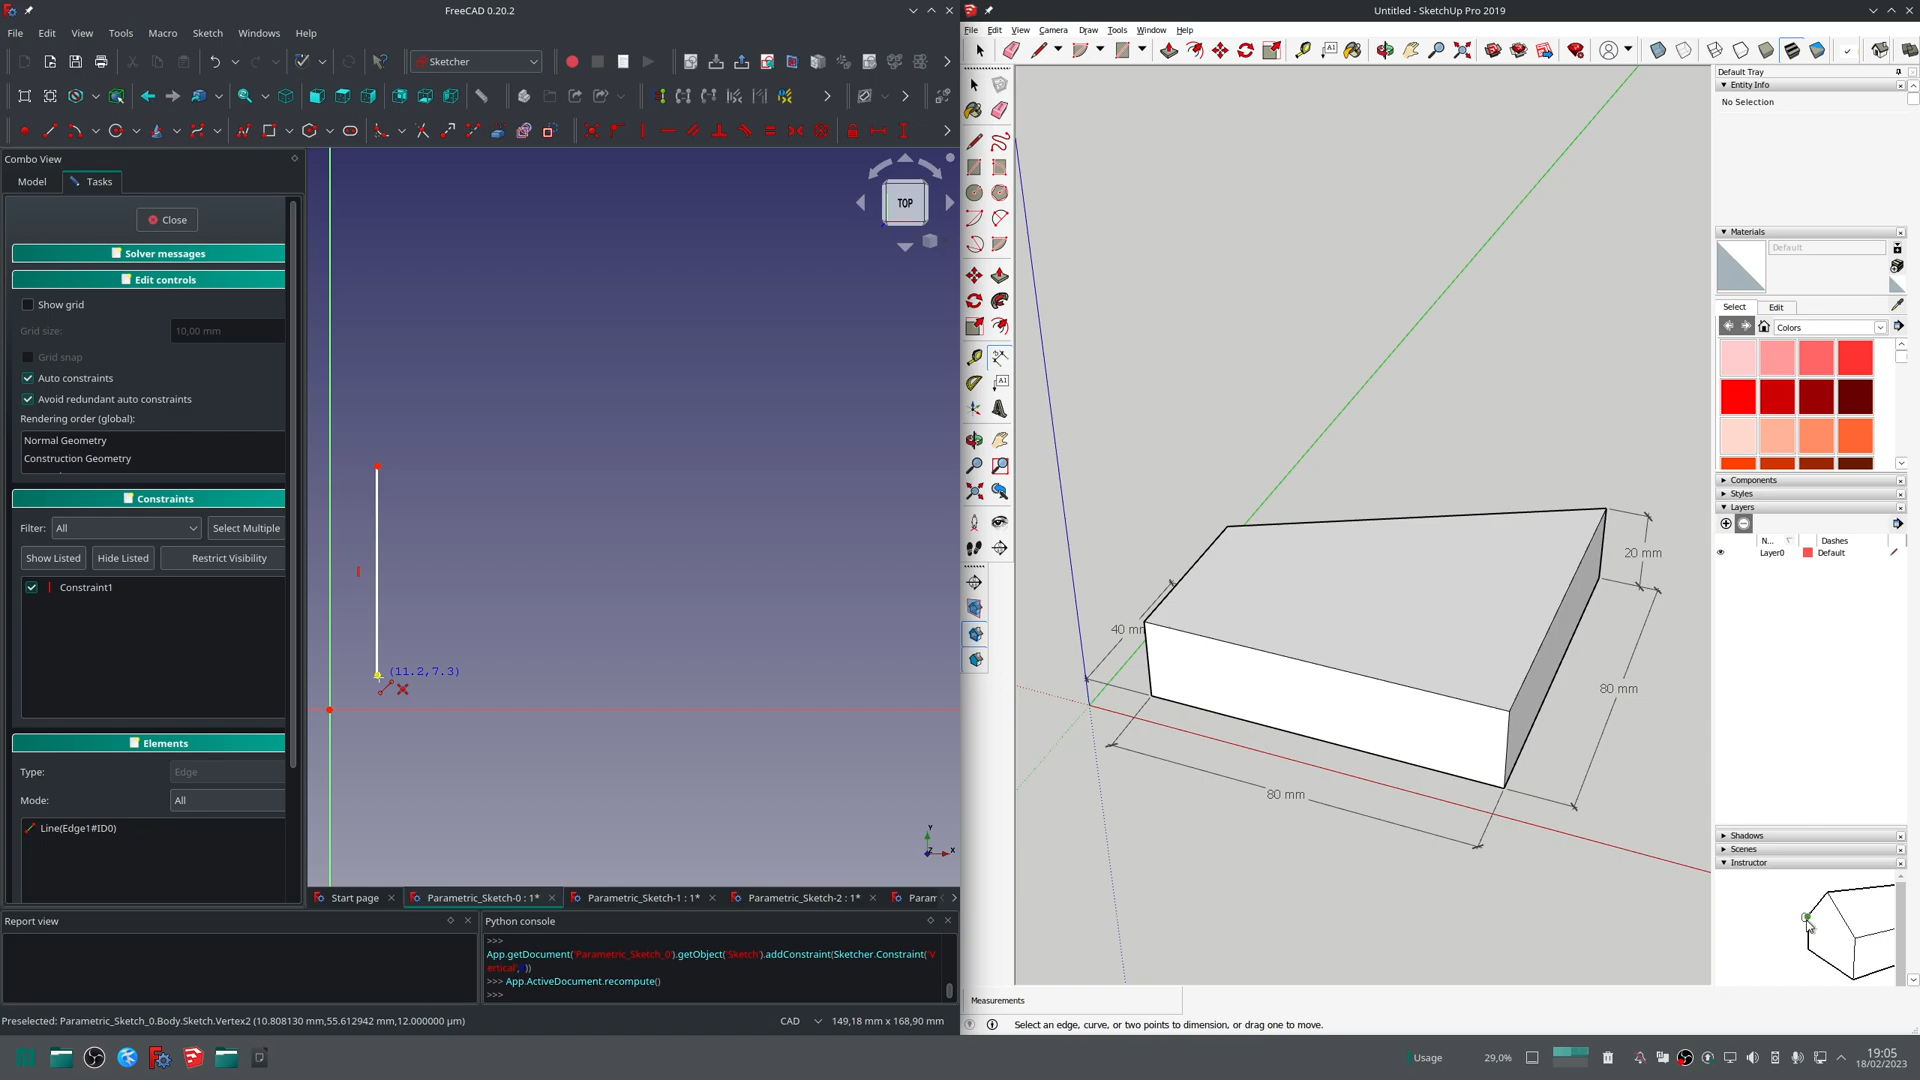 FreeCAD 0.20.2
File Edit View Tools Macro Sketch Windows Help
Sketcher
Combo View
Model Tasks
Close
Solver messages
Edit controls
Show grid
Grid size: 10,00 mm
Grid snap
Auto constraints
Avoid redundant auto constraints
Rendering order (global):
Normal Geometry
Construction Geometry
Constraints
Filter: All Select Multiple
Show Listed Hide Listed Restrict Visibility
Constraint1
Elements
Type: Edge
Mode: All
Line(Edge1#ID0)
TOP
(11.2,7.3)
Y
Z X
Start page Parametric_Sketch-0 : 1* Parametric_Sketch-1 : 1* Parametric_Sketch-2 : 1* Param
Report view
Python console
>>>
App.getDocument('Parametric_Sketch_0').getObject('Sketch').addConstraint(Sketcher.Constraint('V
ertical', ))
>>> App.ActiveDocument.recompute()
>>>
Preselected: Parametric_Sketch_0.Body.Sketch.Vertex2 (10.808130 mm,55.612942 mm,12.000000 µm)
CAD 149,18 mm x 168,90 mm
Untitled - SketchUp Pro 2019
File Edit View Camera Draw Tools Window Help
A1
A1
20 mm
40 mm
80 mm
80 mm
Default Tray
Entity Info
No Selection
Materials
Default
Select Edit
Colors
Components
Styles
Layers
N... Dashes
Layer0 Default
Shadows
Scenes
Instructor
Measurements
Select an edge, curve, or two points to dimension, or drag one to move.
Usage 29,0%
19:05
18/02/2023